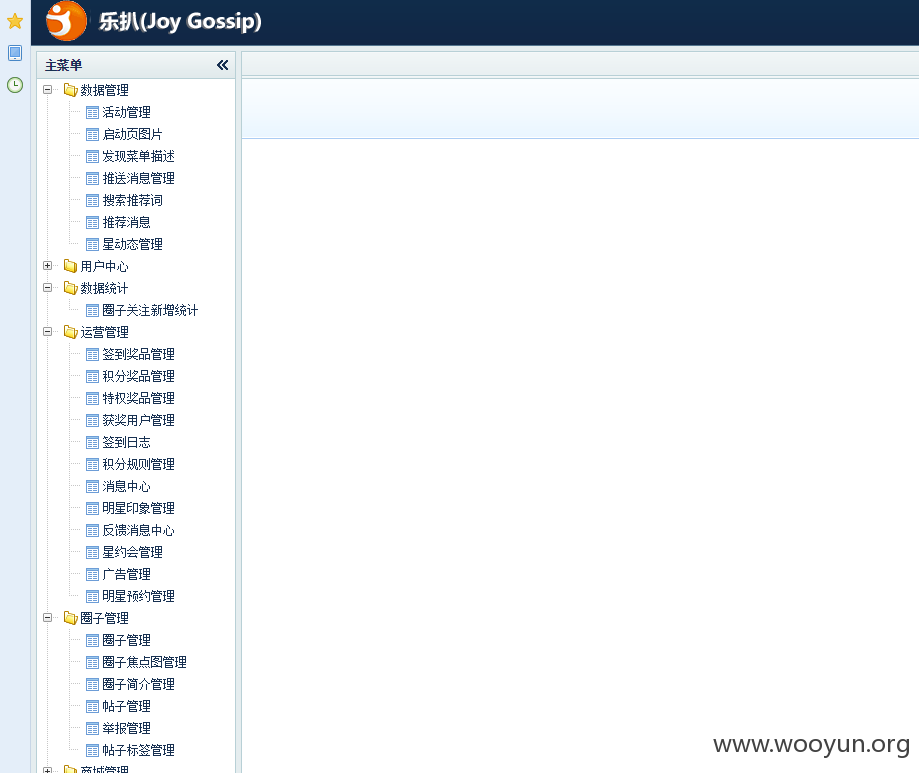 乐扒(Joy Gossip)
主菜单
数据管理
活动管理
启动页图片
发现菜单描述
推送消息管理
搜索推荐词
推荐消息
星动态管理
用户中心
数据统计
圈子关注新增统计
运营管理
签到奖品管理
积分奖品管理
特权奖品管理
获奖用户管理
签到日志
积分规则管理
消息中心
明星印象管理
反馈消息中心
星约会管理
广告管理
明星预约管理
圈子管理
圈子管理
圈子焦点图管理
圈子简介管理
帖子管理
举报管理
帖子标签管理
商城管理
www.wooyun.org